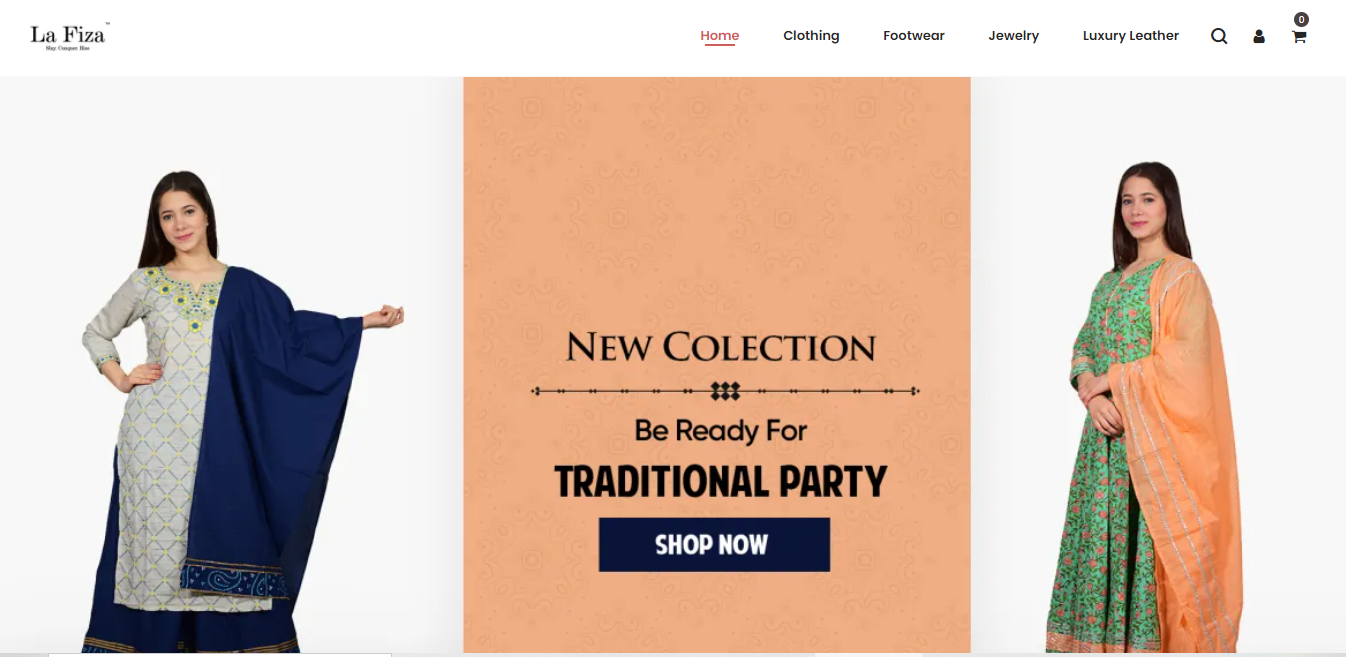 La Fiza™
Slay. Conquer. Rise
Home
Clothing
Footwear
Jewelry
Luxury Leather
0
NEW COLECTION
Be Ready For
TRADITIONAL PARTY
SHOP NOW